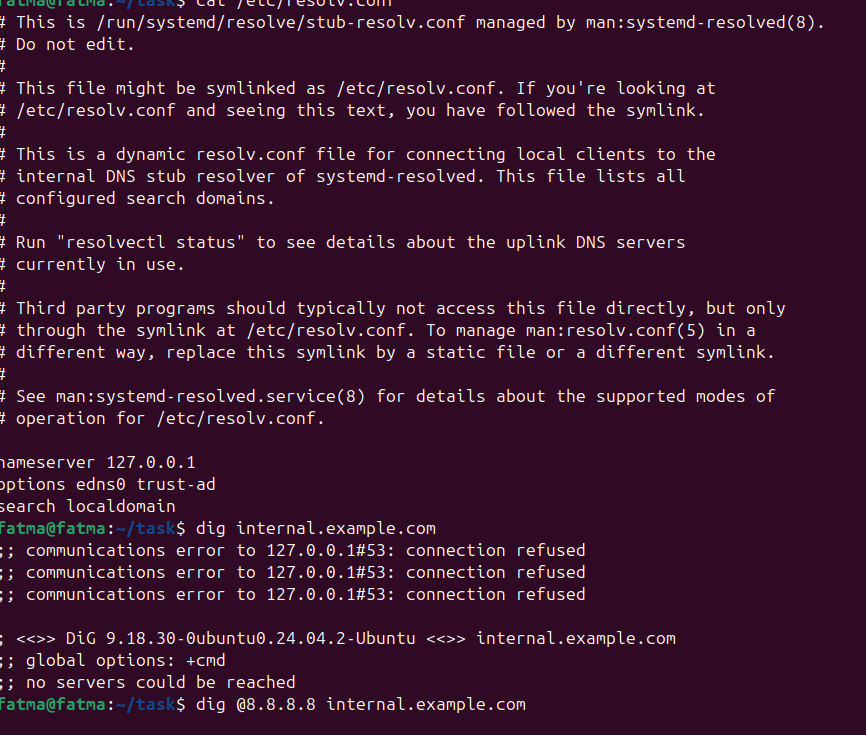 fatma@fatma:~/task$ cat /etc/resolv.conf
# This is /run/systemd/resolve/stub-resolv.conf managed by man:systemd-resolved(8).
# Do not edit.
#
# This file might be symlinked as /etc/resolv.conf. If you're looking at
# /etc/resolv.conf and seeing this text, you have followed the symlink.
#
# This is a dynamic resolv.conf file for connecting local clients to the
# internal DNS stub resolver of systemd-resolved. This file lists all
# configured search domains.
#
# Run "resolvectl status" to see details about the uplink DNS servers
# currently in use.
#
# Third party programs should typically not access this file directly, but only
# through the symlink at /etc/resolv.conf. To manage man:resolv.conf(5) in a
# different way, replace this symlink by a static file or a different symlink.
#
# See man:systemd-resolved.service(8) for details about the supported modes of
# operation for /etc/resolv.conf.
nameserver 127.0.0.1
options edns0 trust-ad
search localdomain
fatma@fatma:~/task$ dig internal.example.com
;; communications error to 127.0.0.1#53: connection refused
;; communications error to 127.0.0.1#53: connection refused
;; communications error to 127.0.0.1#53: connection refused
; <<>> DiG 9.18.30-0ubuntu0.24.04.2-Ubuntu <<>> internal.example.com
;; global options: +cmd
;; no servers could be reached
fatma@fatma:~/task$ dig @8.8.8.8 internal.example.com